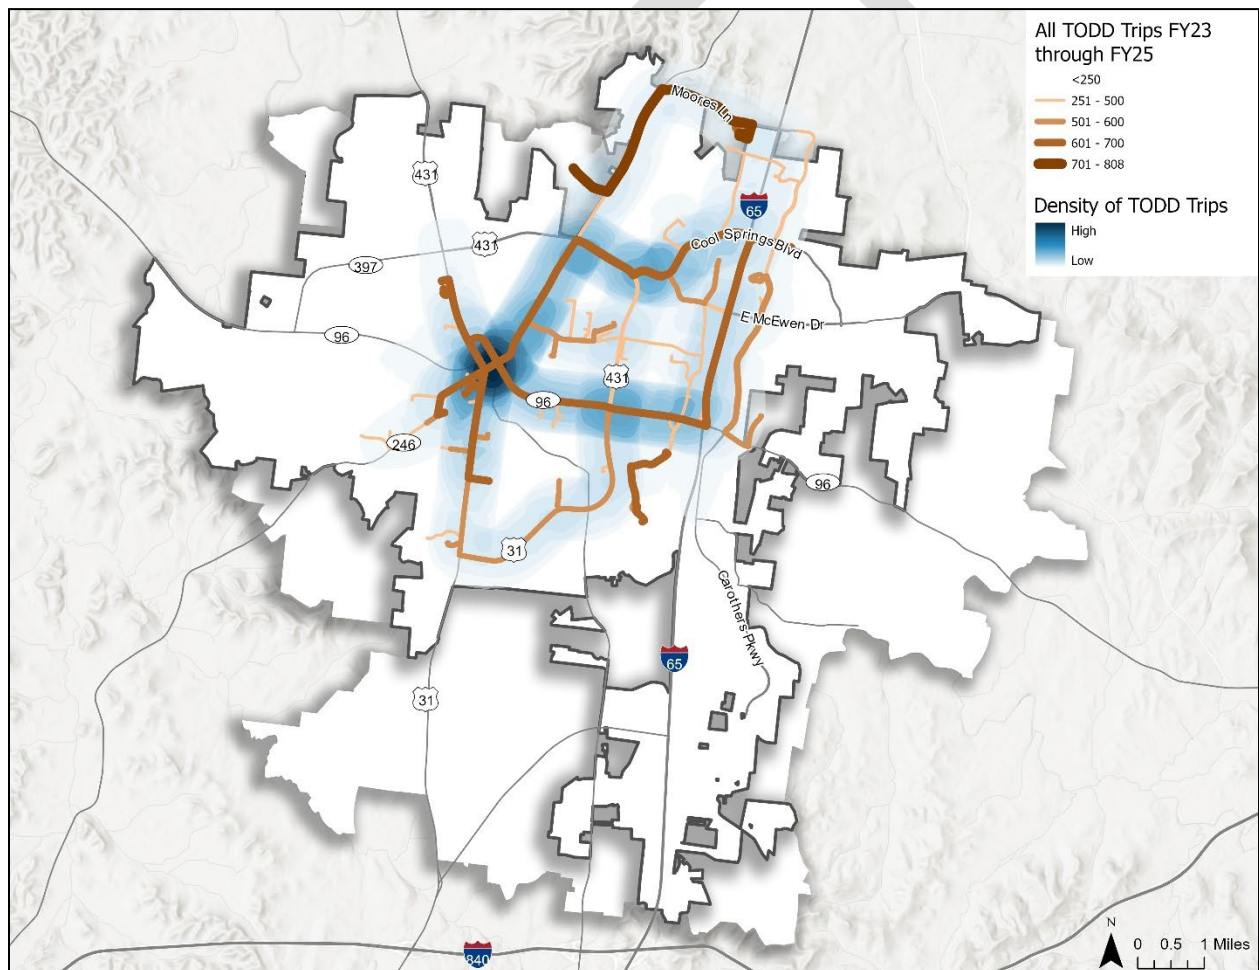 All TODD Trips FY23
through FY25
<250
251 - 500
501 - 600
601 - 700
701 - 808
Density of TODD Trips
High
Low
Moores Ln
431
65
Cool Springs Blvd
431
397
E McEwen Dr
96
431
96
246
96
31
Carothers Pkwy
65
31
N
0 0.5 1 Miles
840